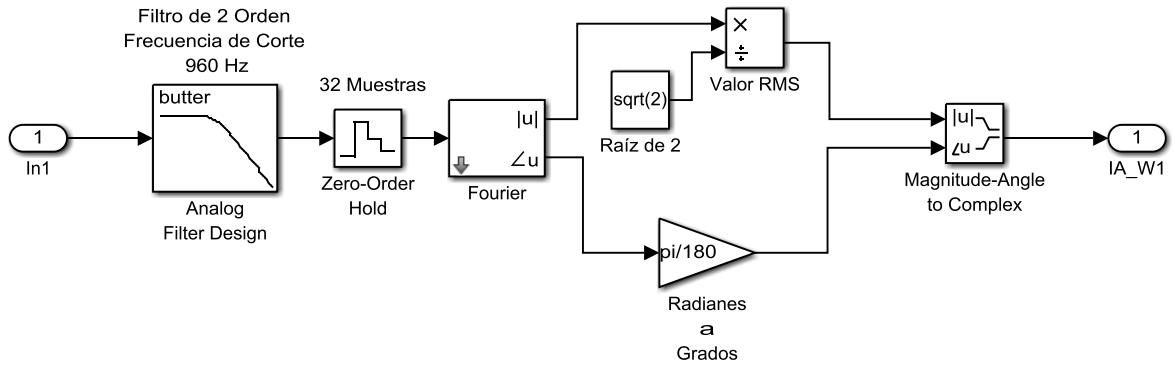 Filtro de 2 Orden
Frecuencia de Corte
960 Hz
butter
Analog
Filter Design
1
In1
32 Muestras
Zero-Order
Hold
|u|
∠u
Fourier
sqrt(2)
Raíz de 2
×
÷
Valor RMS
pi/180
Radianes
a
Grados
|u|
∠u
Magnitude-Angle
to Complex
1
IA_W1